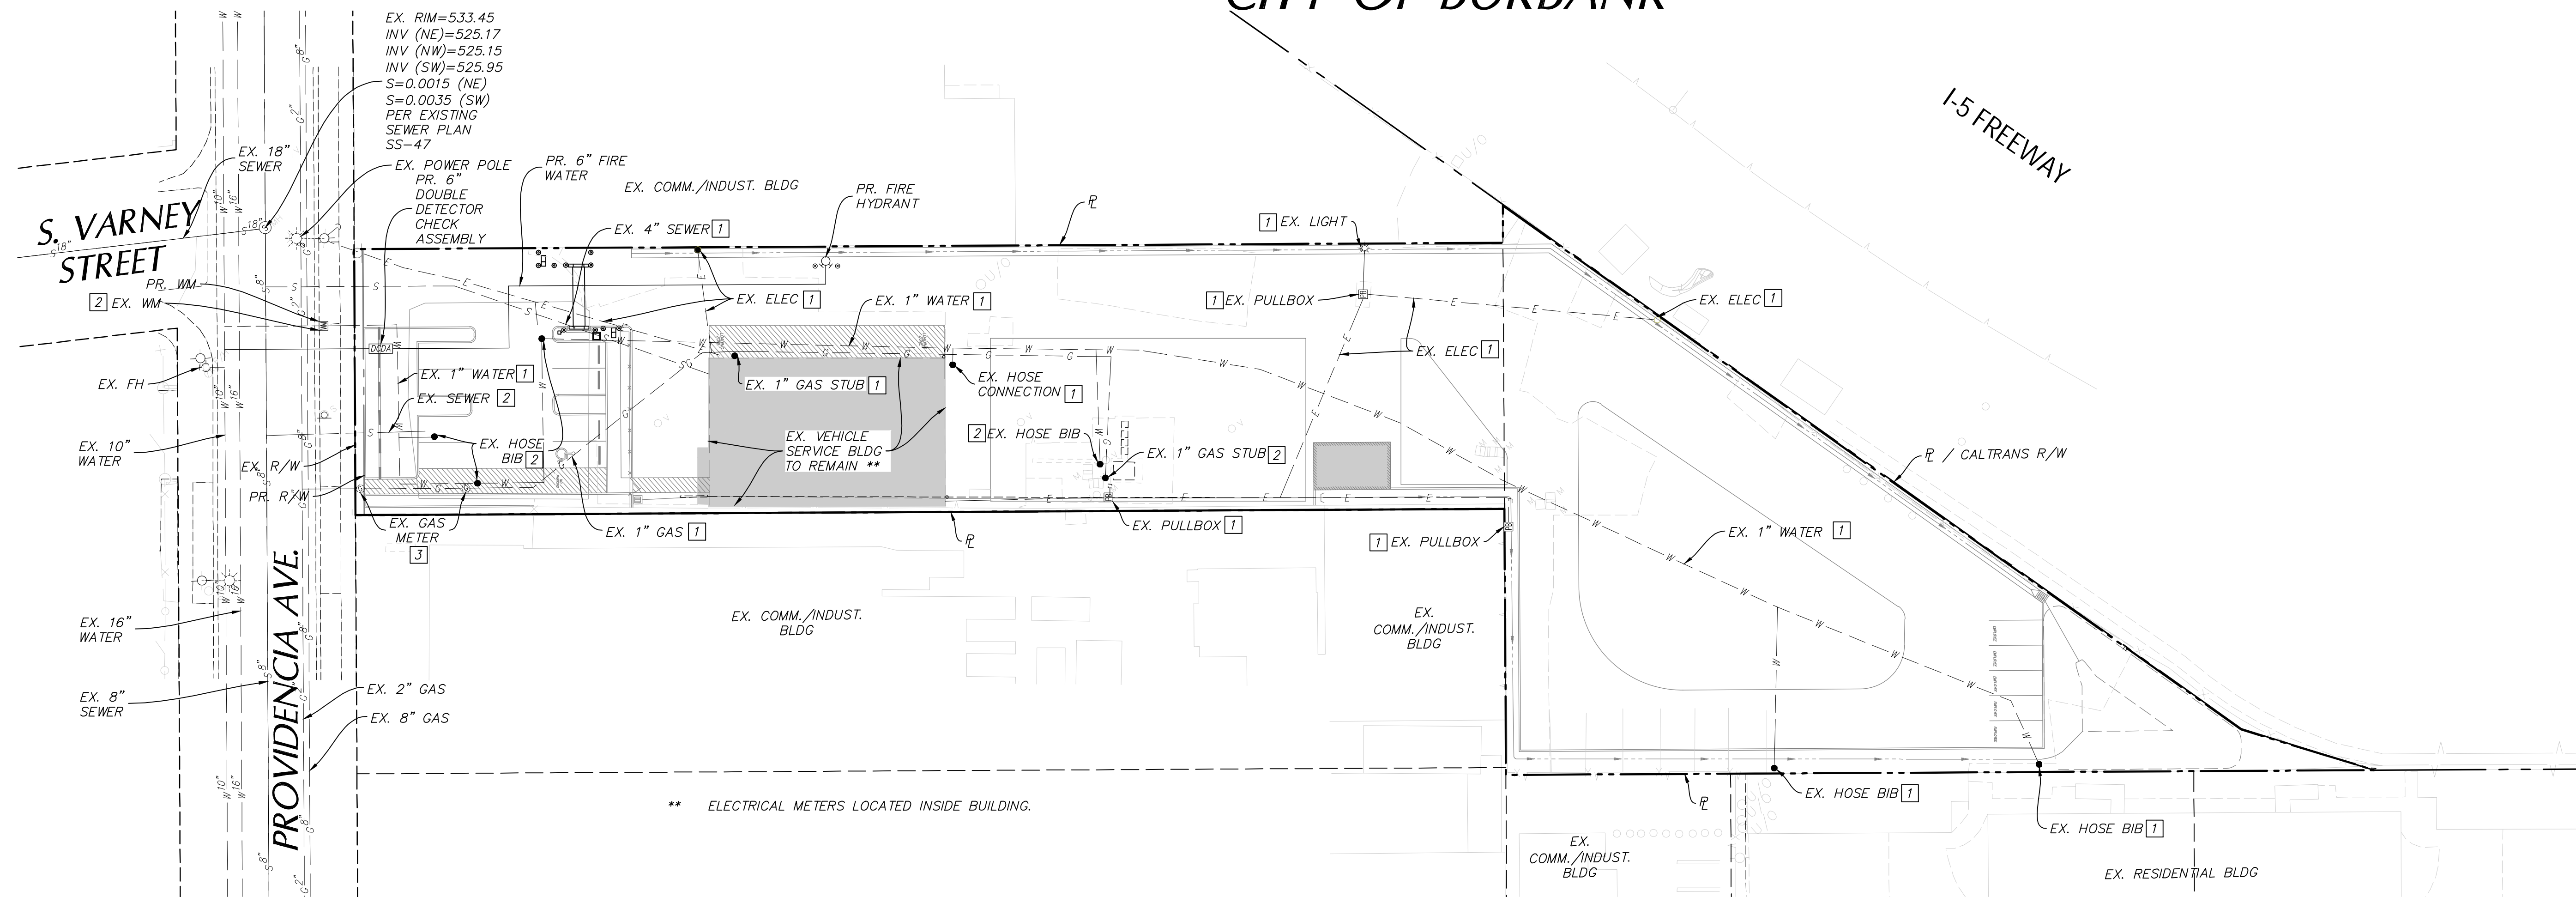 CITY OF BURBANK
I-5 FREEWAY
EX. RIM=533.45
INV (NE)=525.17
INV (NW)=525.15
INV (SW)=525.95
S=0.0015 (NE)
S=0.0035 (SW)
PER EXISTING
SEWER PLAN
SS-47
EX. 18"
SEWER
EX. POWER POLE
PR. 6"
DOUBLE
DETECTOR
CHECK
ASSEMBLY
PR. 6" FIRE
WATER
EX. COMM./INDUST. BLDG
PR. FIRE
HYDRANT
EX. 4" SEWER 1
PL
1 EX. LIGHT
S. VARNEY
STREET
PR. WM
2 EX. WM
EX. ELEC 1
EX. 1" WATER 1
1 EX. PULLBOX
EX. ELEC 1
EX. ELEC 1
DCDA
EX. FH
EX. 1" WATER 1
EX. SEWER 2
EX. 1" GAS STUB 1
EX. HOSE
CONNECTION 1
EX. 10"
WATER
EX. R/W
PR. R/W
EX. HOSE
BIB 2
EX. VEHICLE
SERVICE BLDG
TO REMAIN **
2 EX. HOSE BIB
EX. 1" GAS STUB 2
PL / CALTRANS R/W
EX. GAS
METER
3
EX. 1" GAS 1
PL
EX. PULLBOX 1
1 EX. PULLBOX
EX. 1" WATER 1
EX. 16"
WATER
PROVIDENCIA AVE.
EX. COMM./INDUST.
BLDG
EX.
COMM./INDUST.
BLDG
EX. 8"
SEWER
EX. 2" GAS
EX. 8" GAS
** ELECTRICAL METERS LOCATED INSIDE BUILDING.
PL
EX. HOSE BIB 1
EX. HOSE BIB 1
EX.
COMM./INDUST.
BLDG
EX. RESIDENTIAL BLDG